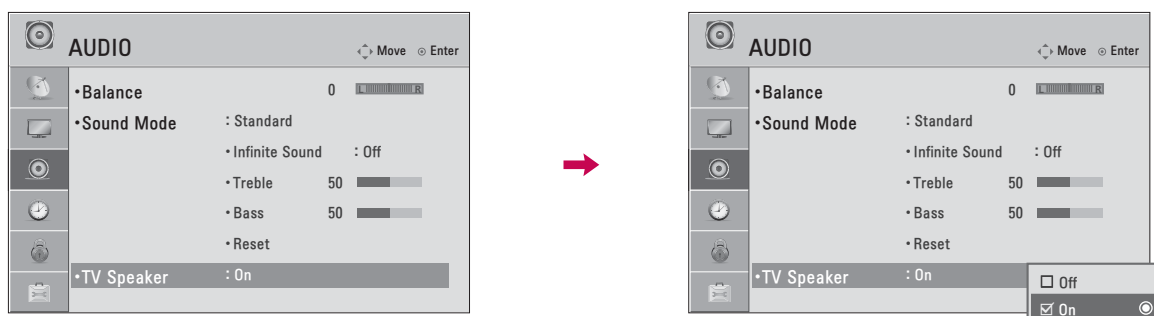 AUDIO Move Enter
•Balance 0 L R
•Sound Mode : Standard
•Infinite Sound : Off
•Treble 50
•Bass 50
•Reset
•TV Speaker : On
AUDIO Move Enter
•Balance 0 L R
•Sound Mode : Standard
•Infinite Sound : Off
•Treble 50
•Bass 50
•Reset
•TV Speaker : On
Off
On